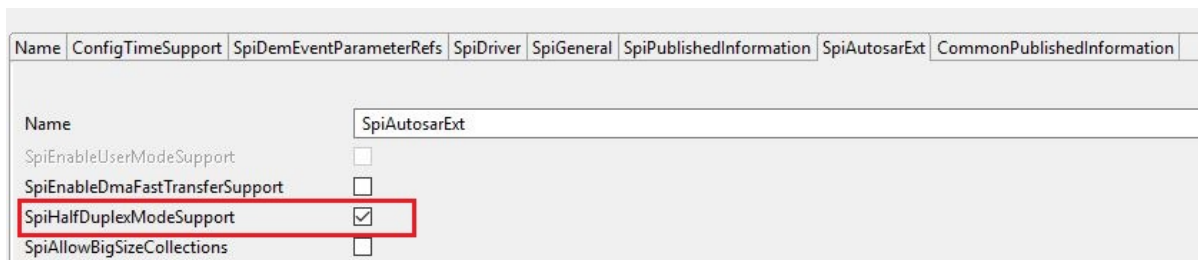 Name ConfigTimeSupport SpiDemEventParameterRefs SpiDriver SpiGeneral SpiPublishedInformation SpiAutosarExt CommonPublishedInformation
Name SpiAutosarExt
SpiEnableUserModeSupport
SpiEnableDmaFastTransferSupport
SpiHalfDuplexModeSupport
SpiAllowBigSizeCollections